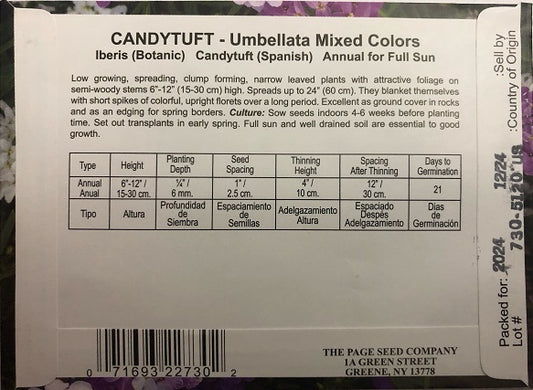 CANDYTUFT - Umbellata Mixed Colors
Iberis (Botanic) Candytuft (Spanish) Annual for Full Sun
Low growing, spreading, clump forming, narrow leaved plants with attractive foliage on
semi-woody stems 6"-12" (15-30 cm) high. Spreads up to 24" (60 cm). They blanket themselves
with short spikes of colorful, upright florets over a long period. Excellent as ground cover in rocks
and as an edging for spring borders. Culture: Sow seeds indoors 4-6 weeks before planting
time. Set out transplants in early spring. Full sun and well drained soil are essential to good
growth.
Type Height Planting Depth Seed Spacing Thinning Height Spacing After Thinning Days to Germination
Annual Anual 6"-12" / 15-30 cm. ¼" / 6 mm. 1" / 2.5 cm. 4" / 10 cm. 12" / 30 cm. 21
Tipo Altura Profundidad de Siembra Espaciamiento de Semillas Adelgazamiento Altura Espaciado Despés Adelgazamiento Dias de Germinación
0 71693 22730 2
THE PAGE SEED COMPANY
1A GREEN STREET
GREENE, NY 13778
Packed for: 2024 1224 :Sell by
Lot # 730-5120 US :Country of Origin